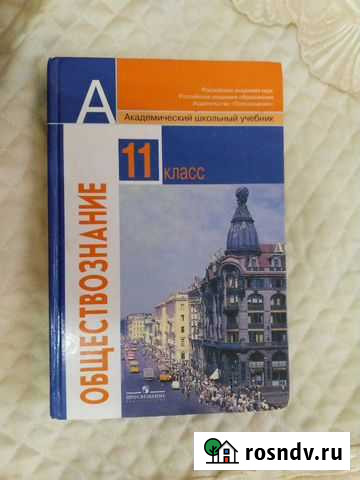 Российская академия наук
Российская академия образования
Издательство «Просвещение»
А
Академический школьный учебник
11 класс
ОБЩЕСТВОЗНАНИЕ
ПРОСВЕЩЕНИЕ
rosndv.ru